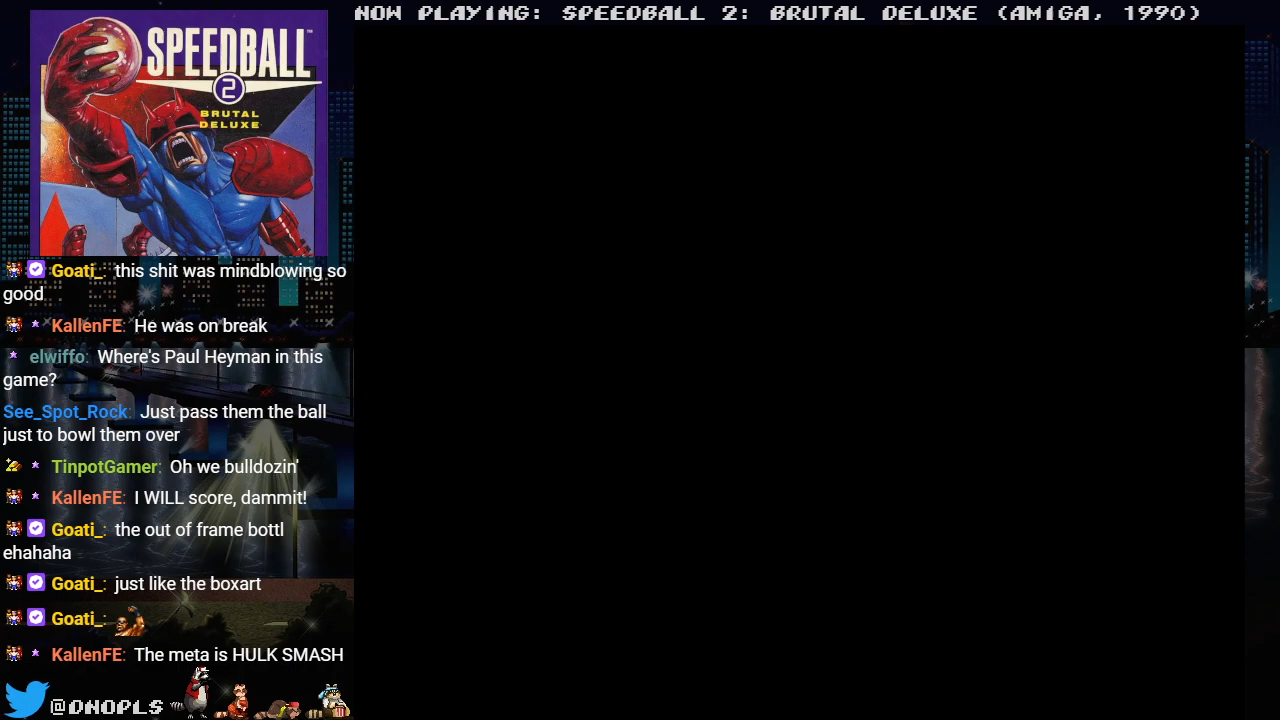 NOW PLAYING: SPEEDBALL 2: BRUTAL DELUXE (AMIGA, 1990)
SPEEDBALL
2
BRUTAL
DELUXE
Goati_: this shit was mindblowing so
good
KallenFE: He was on break
elwiffo: Where's Paul Heyman in this
game?
See_Spot_Rock: Just pass them the ball
just to bowl them over
TinpotGamer: Oh we bulldozin'
KallenFE: I WILL score, dammit!
Goati_: the out of frame bottl
ehahaha
Goati_: just like the boxart
Goati_:
KallenFE: The meta is HULK SMASH
@OHOPLS